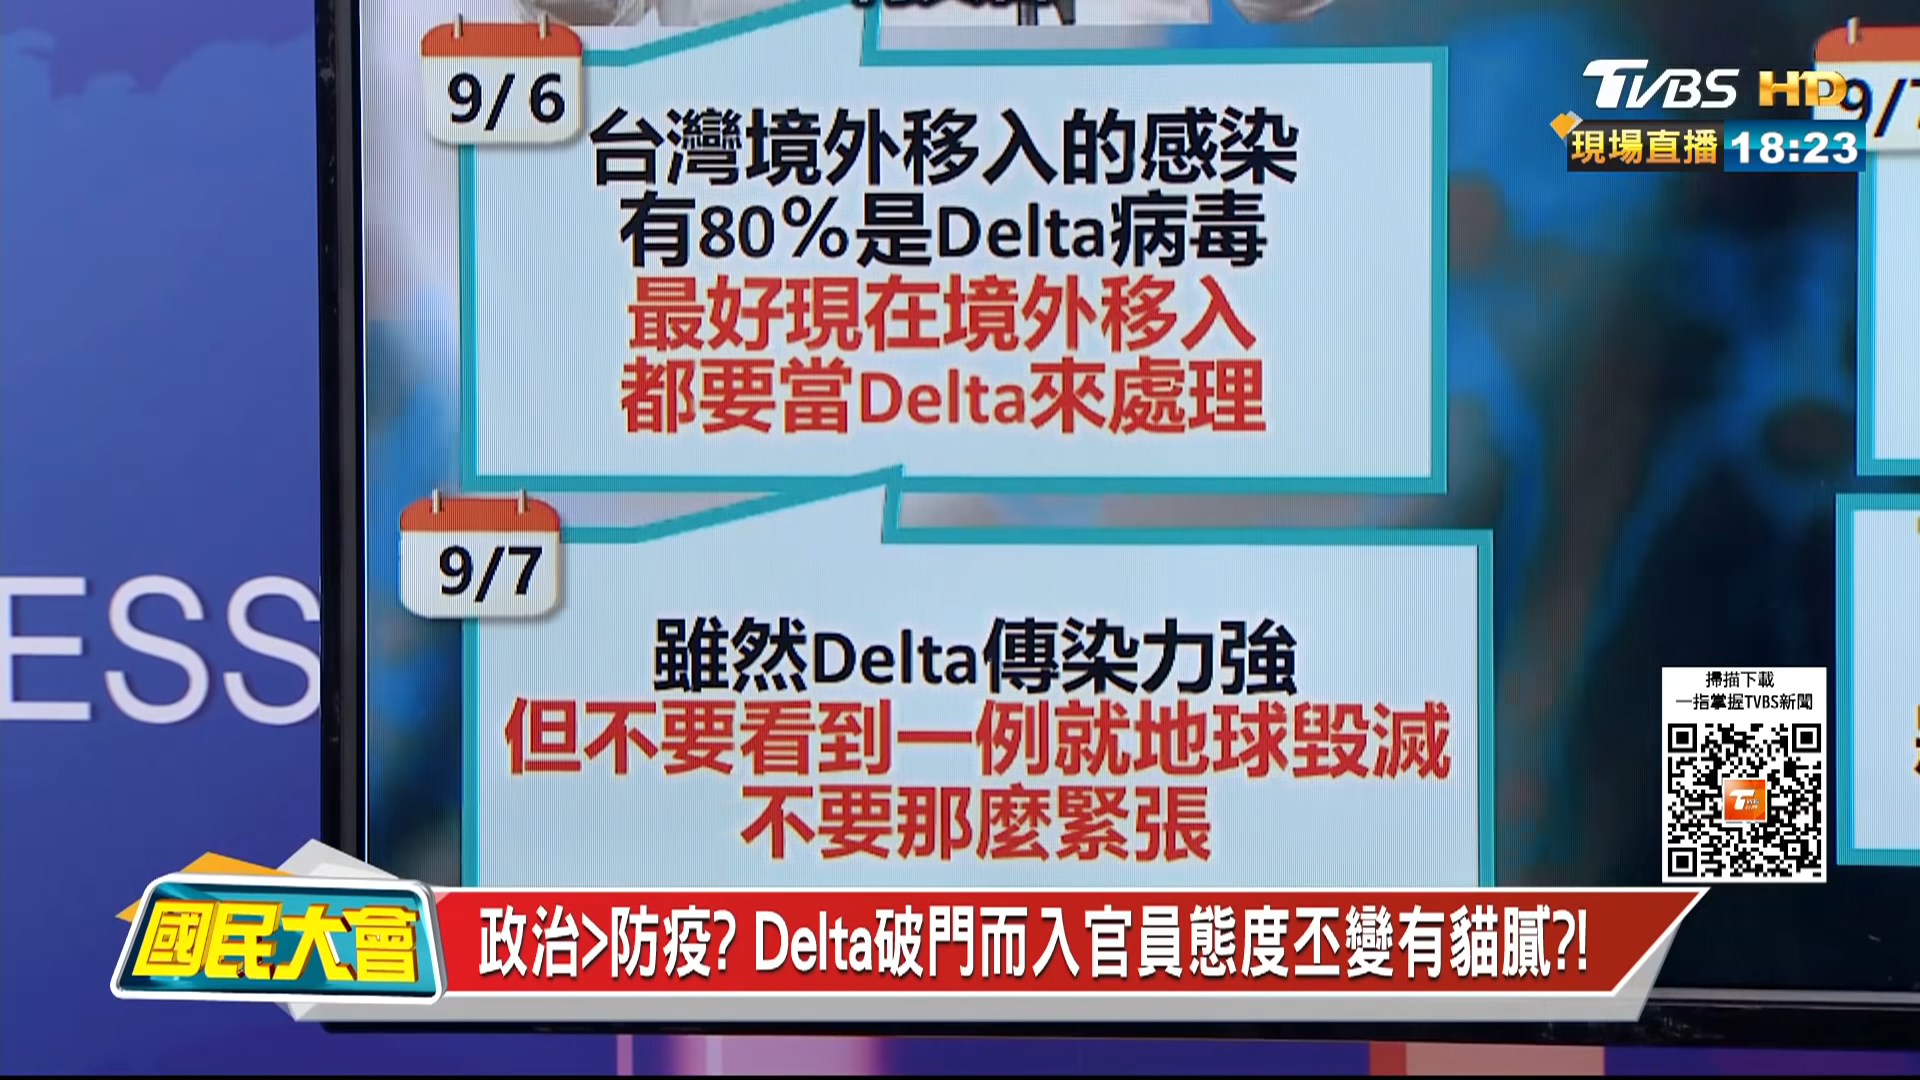 9/6
台灣境外移入的感染
有80%是Delta病毒
最好現在境外移入
都要當Delta來處理
9/7
雖然Delta傳染力強
但不要看到一例就地球毀滅
不要那麼緊張
TVBS HD
現場直播 18:23
9/7
ESS
掃描下載
一指掌握TVBS新聞
國民大會
政治>防疫? Delta破門而入官員態度丕變有貓膩?!